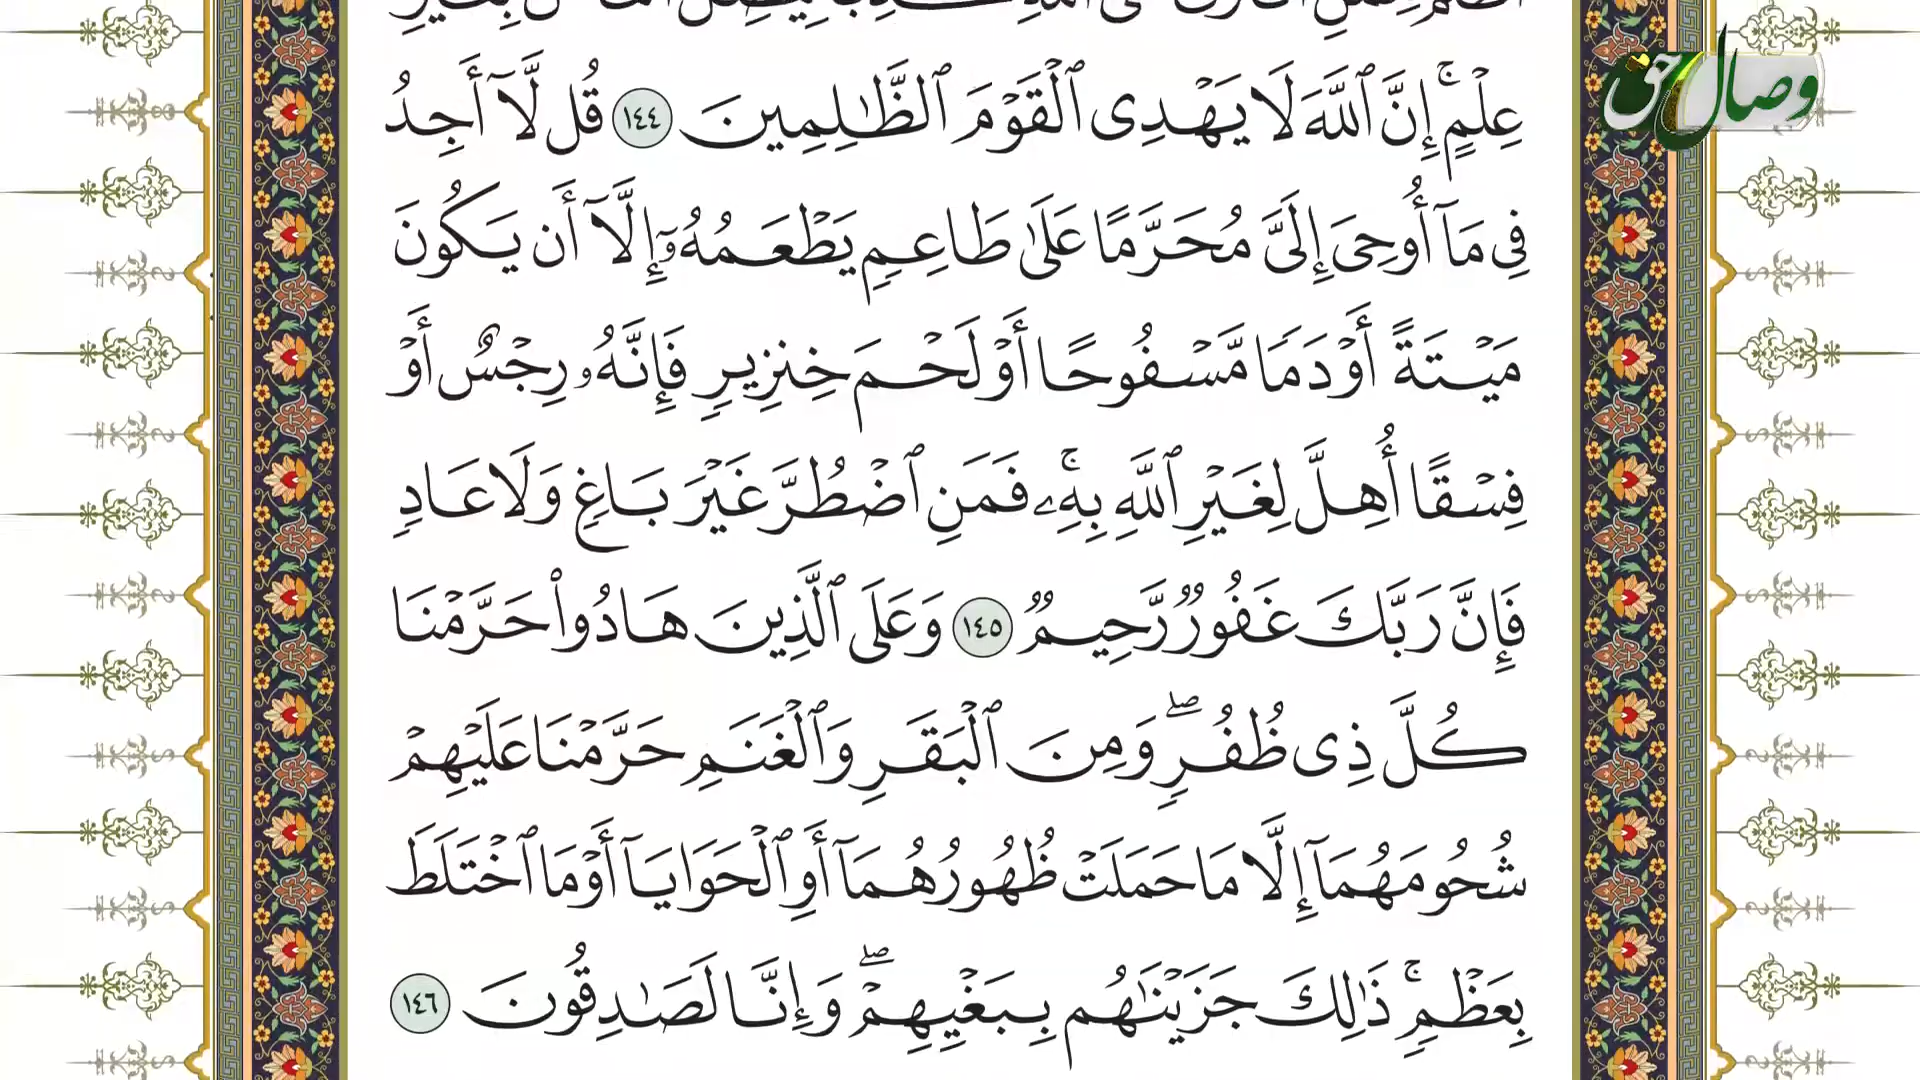 عِلْمٍۚ إِنَّ ٱللَّهَ لَا يَهْدِى ٱلْقَوْمَ ٱلظَّٰلِمِينَ ١٤٤ قُل لَّآ أَجِدُ
فِى مَآ أُوحِىَ إِلَىَّ مُحَرَّمًا عَلَىٰ طَاعِمٍ يَطْعَمُهُۥٓ إِلَّآ أَن يَكُونَ
مَيْتَةً أَوْ دَمًا مَّسْفُوحًا أَوْ لَحْمَ خِنزِيرٍ فَإِنَّهُۥ رِجْسٌ أَوْ
فِسْقًا أُهِلَّ لِغَيْرِ ٱللَّهِ بِهِۦۚ فَمَنِ ٱضْطُرَّ غَيْرَ بَاغٍ وَلَا عَادٍ
فَإِنَّ رَبَّكَ غَفُورٌ رَّحِيمٌ ١٤٥ وَعَلَى ٱلَّذِينَ هَادُوا۟ حَرَّمْنَا
كُلَّ ذِى ظُفُرٍۖ وَمِنَ ٱلْبَقَرِ وَٱلْغَنَمِ حَرَّمْنَا عَلَيْهِمْ
شُحُومَهُمَآ إِلَّا مَا حَمَلَتْ ظُهُورُهُمَآ أَوِ ٱلْحَوَايَآ أَوْ مَا ٱخْتَلَطَ
بِعَظْمٍۚ ذَٰلِكَ جَزَيْنَٰهُم بِبَغْيِهِمْۖ وَإِنَّا لَصَٰدِقُونَ ١٤٦
وصال حق